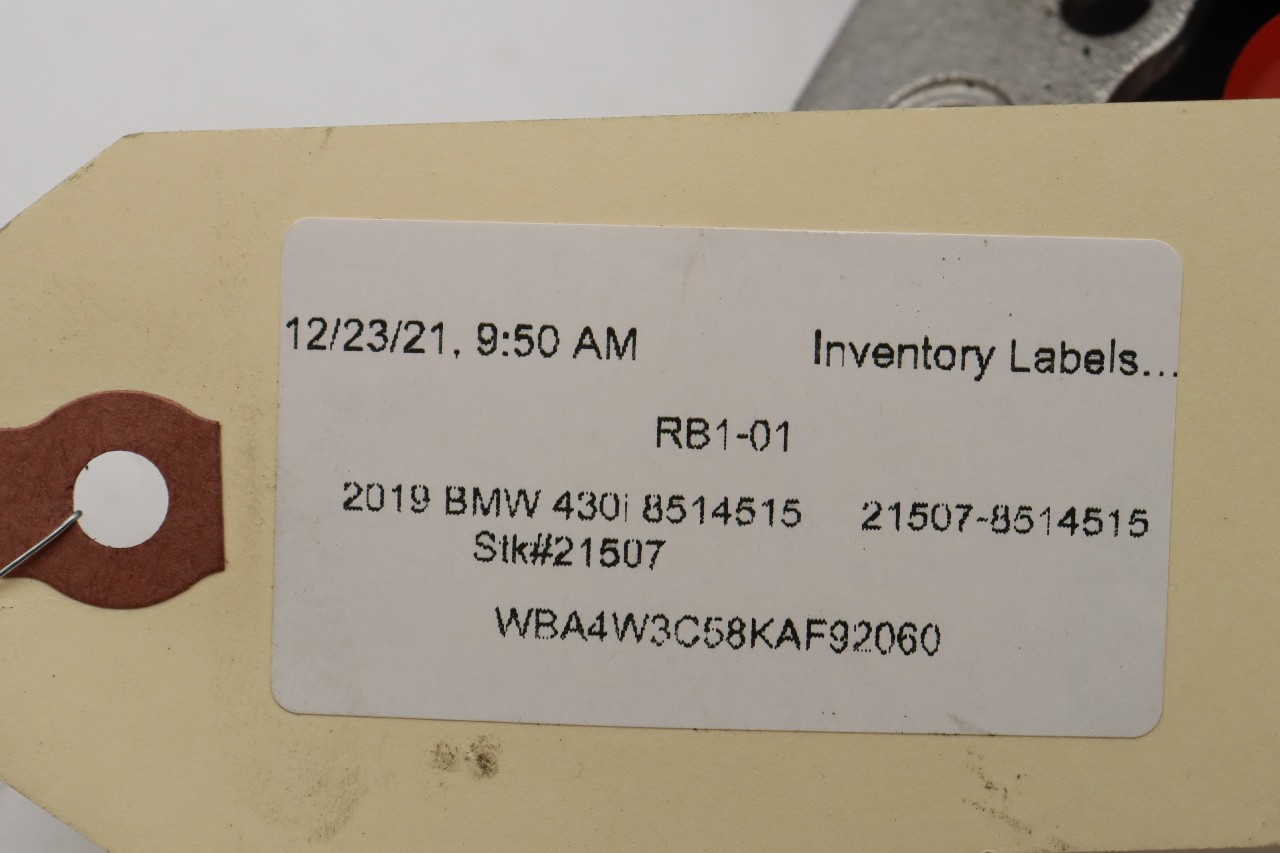 12/23/21, 9:50 AM Inventory Labels...
RB1-01
2019 BMW 430i 8514515 21507-8514515
Stk#21507
WBA4W3C58KAF92060